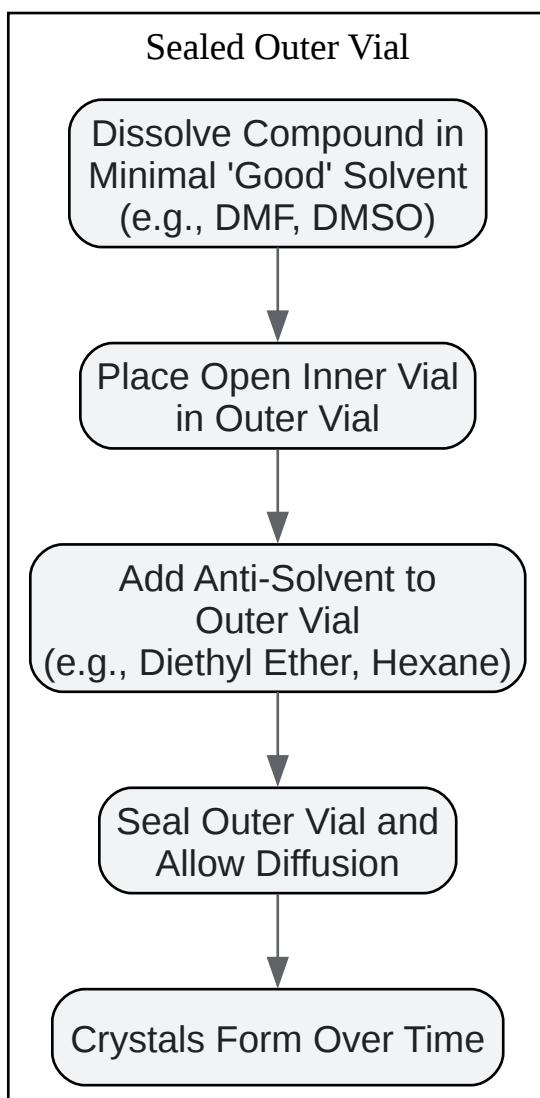 Sealed Outer Vial
Dissolve Compound in
Minimal 'Good' Solvent
(e.g., DMF, DMSO)
Place Open Inner Vial
in Outer Vial
Add Anti-Solvent to
Outer Vial
(e.g., Diethyl Ether, Hexane)
Seal Outer Vial and
Allow Diffusion
Crystals Form Over Time